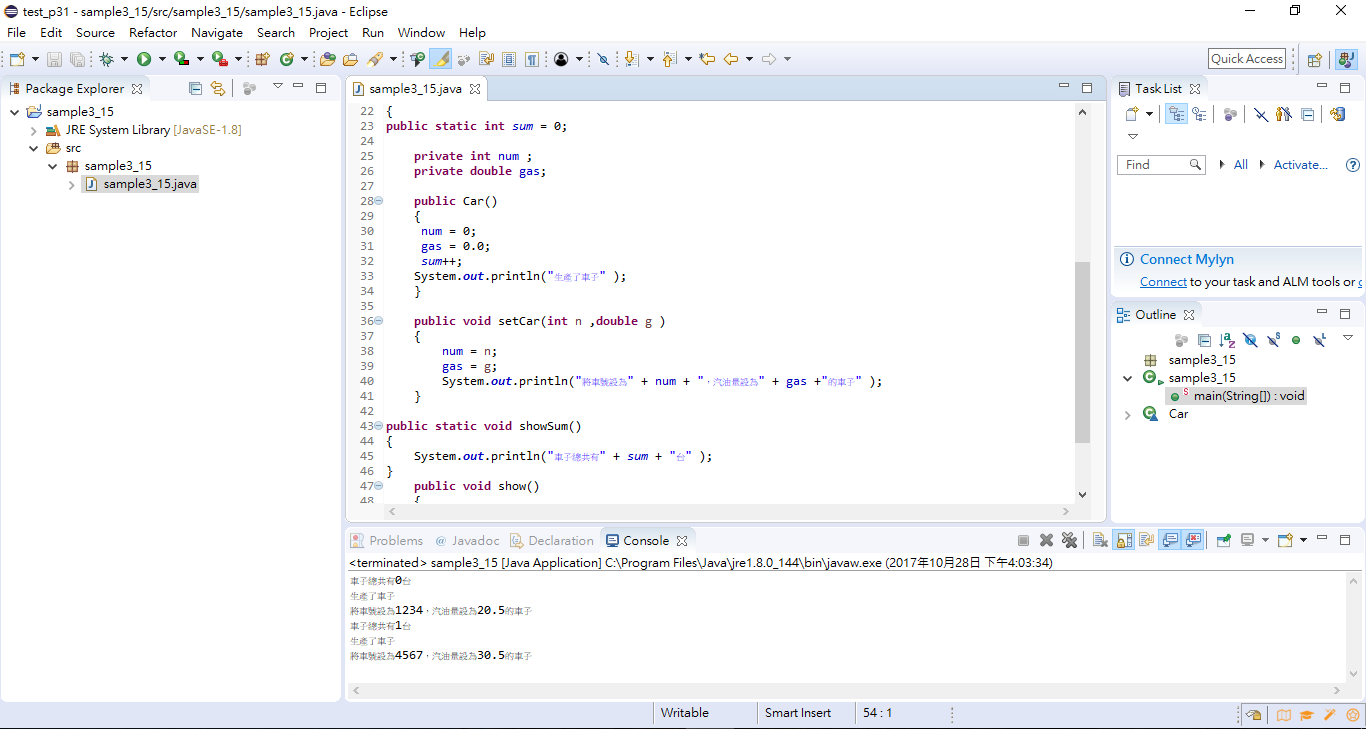 test_p31 - sample3_15/src/sample3_15/sample3_15.java - Eclipse
File Edit Source Refactor Navigate Search Project Run Window Help
Quick Access
Package Explorer
sample3_15
JRE System Library [JavaSE-1.8]
src
sample3_15
sample3_15.java
sample3_15.java
22 {
23 public static int sum = 0;
24
25 private int num ;
26 private double gas;
27
28 public Car()
29 {
30 num = 0;
31 gas = 0.0;
32 sum++;
33 System.out.println("生產了車子" );
34 }
35
36 public void setCar(int n ,double g )
37 {
38 num = n;
39 gas = g;
40 System.out.println("將車號設為" + num + "，汽油量設為" + gas +"的車子" );
41 }
42
43 public static void showSum()
44 {
45 System.out.println("車子總共有" + sum + "台" );
46 }
47 public void show()
48 {
Task List
Find All Activate...
Connect Mylyn
Connect to your task and ALM tools or c
Outline
sample3_15
sample3_15
main(String[]) : void
Car
Problems @ Javadoc Declaration Console
<terminated> sample3_15 [Java Application] C:\Program Files\Java\jre1.8.0_144\bin\javaw.exe (2017年10月28日 下午4:03:34)
車子總共有0台
生產了車子
將車號設為1234，汽油量設為20.5的車子
車子總共有1台
生產了車子
將車號設為4567，汽油量設為30.5的車子
Writable Smart Insert 54 : 1